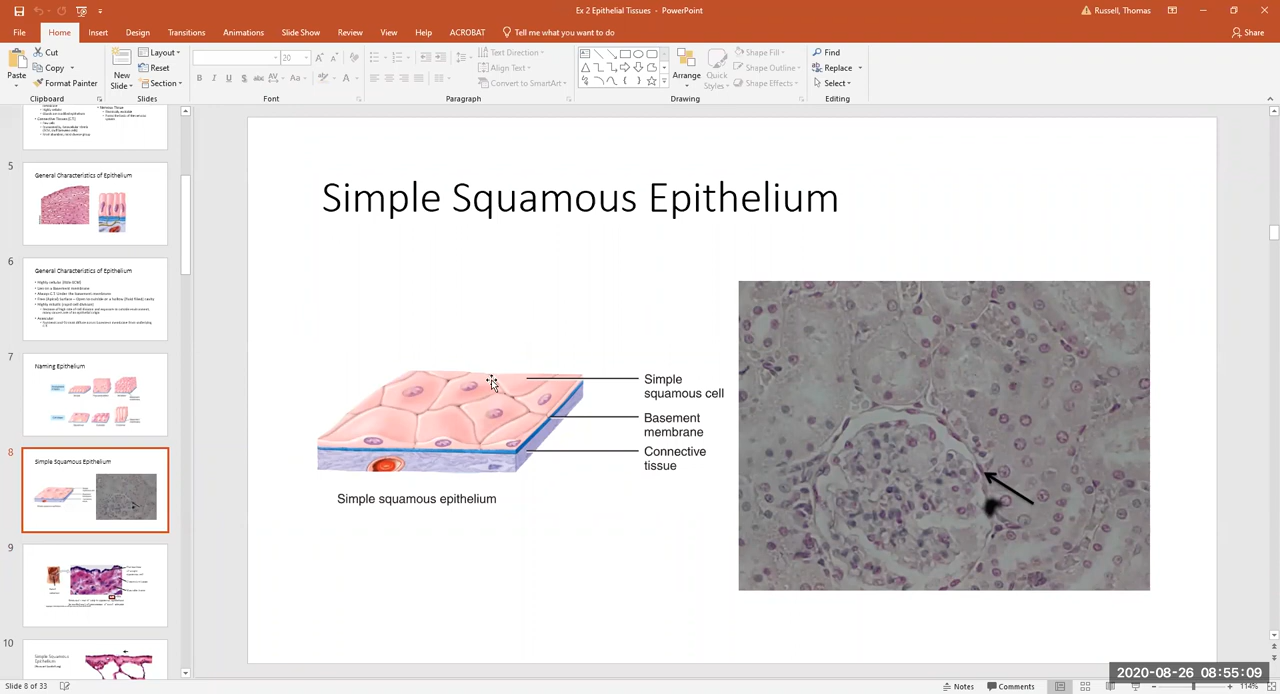 Ex 2 Epithelial Tissues - PowerPoint
Russell, Thomas
File Home Insert Design Transitions Animations Slide Show Review View Help ACROBAT Tell me what you want to do
Share
Paste
Cut
Copy
Format Painter
Clipboard
New
Slide
Layout
Reset
Section
Slides
20
Font
Text Direction
Align Text
Convert to SmartArt
Paragraph
Arrange
Quick
Styles
Shape Fill
Shape Outline
Shape Effects
Drawing
Find
Replace
Select
Editing
5
General Characteristics of Epithelium
6
General Characteristics of Epithelium
7
Naming Epithelium
8
Simple Squamous Epithelium
9
10
Simple Squamous
Epithelium
Simple Squamous Epithelium
Simple
squamous cell
Basement
membrane
Connective
tissue
Simple squamous epithelium
2020-08-26 08:55:09
Slide 8 of 33
Notes
Comments
114%